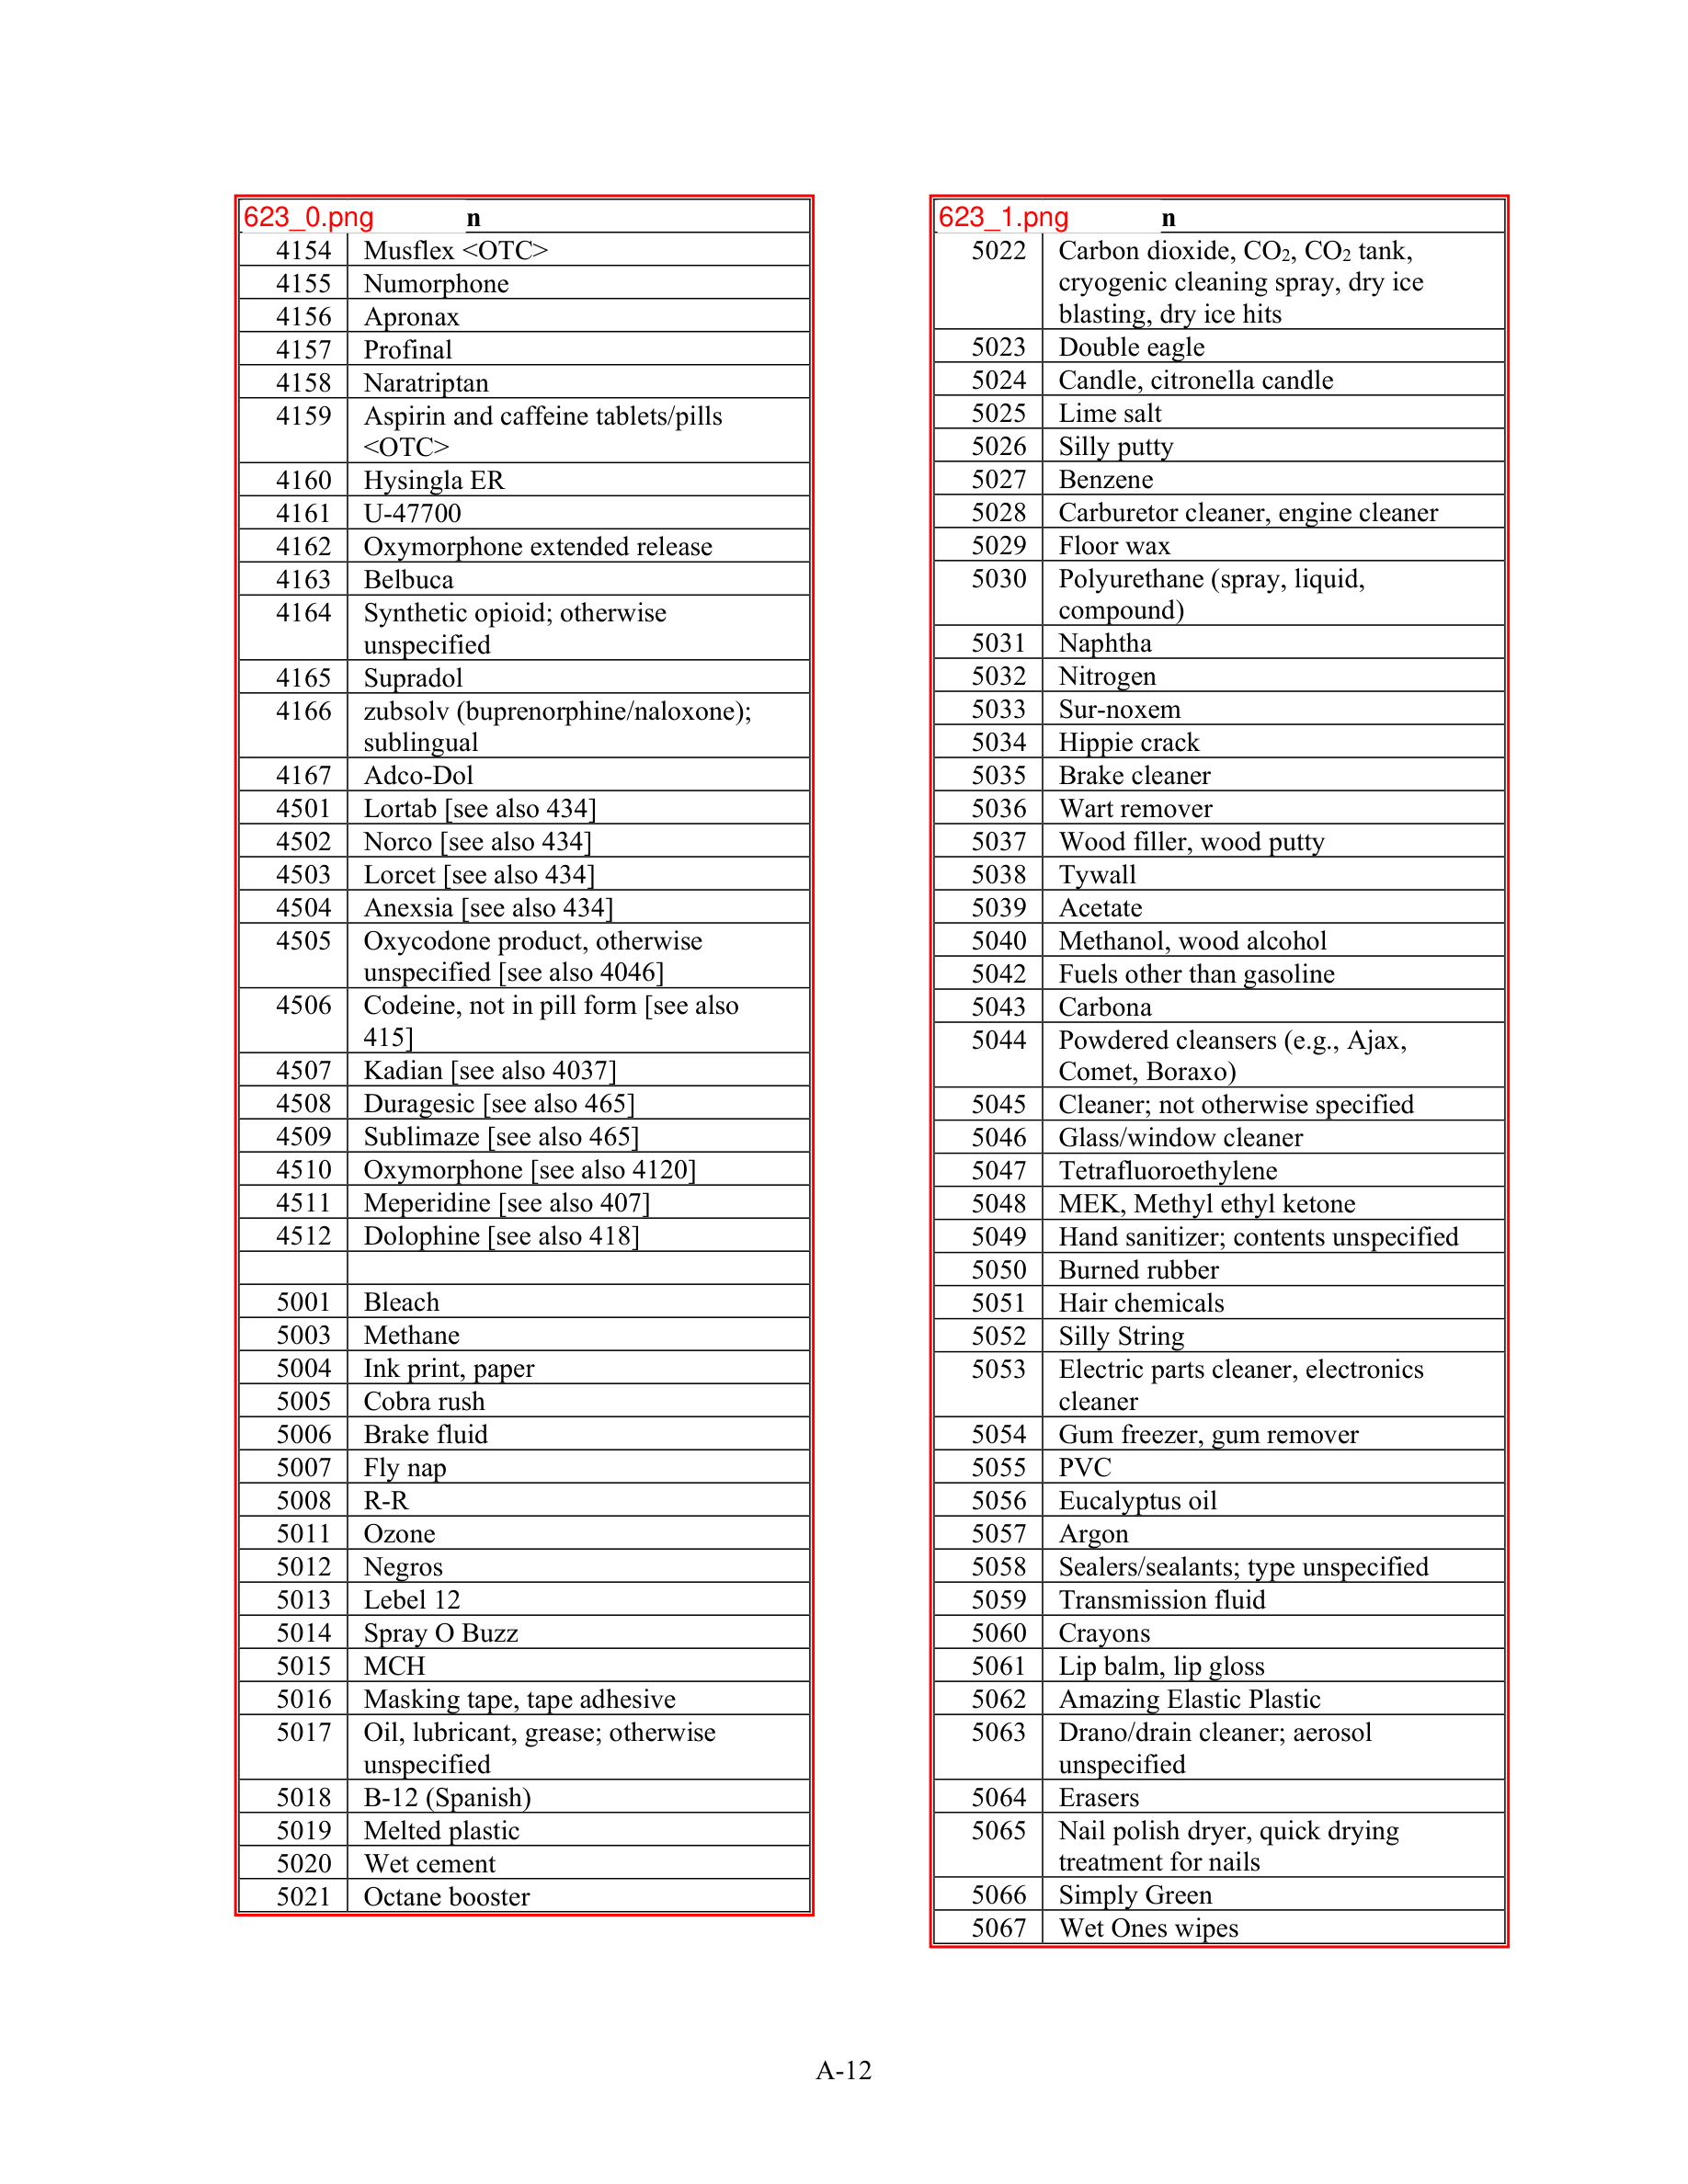 623_0.png n
4154 Musflex <OTC>
4155 Numorphone
4156 Apronax
4157 Profinal
4158 Naratriptan
4159 Aspirin and caffeine tablets/pills
<OTC>
4160 Hysingla ER
4161 U-47700
4162 Oxymorphone extended release
4163 Belbuca
4164 Synthetic opioid; otherwise
unspecified
4165 Supradol
4166 zubsolv (buprenorphine/naloxone);
sublingual
4167 Adco-Dol
4501 Lortab [see also 434]
4502 Norco [see also 434]
4503 Lorcet [see also 434]
4504 Anexsia [see also 434]
4505 Oxycodone product, otherwise
unspecified [see also 4046]
4506 Codeine, not in pill form [see also
415]
4507 Kadian [see also 4037]
4508 Duragesic [see also 465]
4509 Sublimaze [see also 465]
4510 Oxymorphone [see also 4120]
4511 Meperidine [see also 407]
4512 Dolophine [see also 418]
5001 Bleach
5003 Methane
5004 Ink print, paper
5005 Cobra rush
5006 Brake fluid
5007 Fly nap
5008 R-R
5011 Ozone
5012 Negros
5013 Lebel 12
5014 Spray O Buzz
5015 MCH
5016 Masking tape, tape adhesive
5017 Oil, lubricant, grease; otherwise
unspecified
5018 B-12 (Spanish)
5019 Melted plastic
5020 Wet cement
5021 Octane booster
623_1.png n
5022 Carbon dioxide, CO₂, CO₂ tank,
cryogenic cleaning spray, dry ice
blasting, dry ice hits
5023 Double eagle
5024 Candle, citronella candle
5025 Lime salt
5026 Silly putty
5027 Benzene
5028 Carburetor cleaner, engine cleaner
5029 Floor wax
5030 Polyurethane (spray, liquid,
compound)
5031 Naphtha
5032 Nitrogen
5033 Sur-noxem
5034 Hippie crack
5035 Brake cleaner
5036 Wart remover
5037 Wood filler, wood putty
5038 Tywall
5039 Acetate
5040 Methanol, wood alcohol
5042 Fuels other than gasoline
5043 Carbona
5044 Powdered cleansers (e.g., Ajax,
Comet, Boraxo)
5045 Cleaner; not otherwise specified
5046 Glass/window cleaner
5047 Tetrafluoroethylene
5048 MEK, Methyl ethyl ketone
5049 Hand sanitizer; contents unspecified
5050 Burned rubber
5051 Hair chemicals
5052 Silly String
5053 Electric parts cleaner, electronics
cleaner
5054 Gum freezer, gum remover
5055 PVC
5056 Eucalyptus oil
5057 Argon
5058 Sealers/sealants; type unspecified
5059 Transmission fluid
5060 Crayons
5061 Lip balm, lip gloss
5062 Amazing Elastic Plastic
5063 Drano/drain cleaner; aerosol
unspecified
5064 Erasers
5065 Nail polish dryer, quick drying
treatment for nails
5066 Simply Green
5067 Wet Ones wipes
A-12